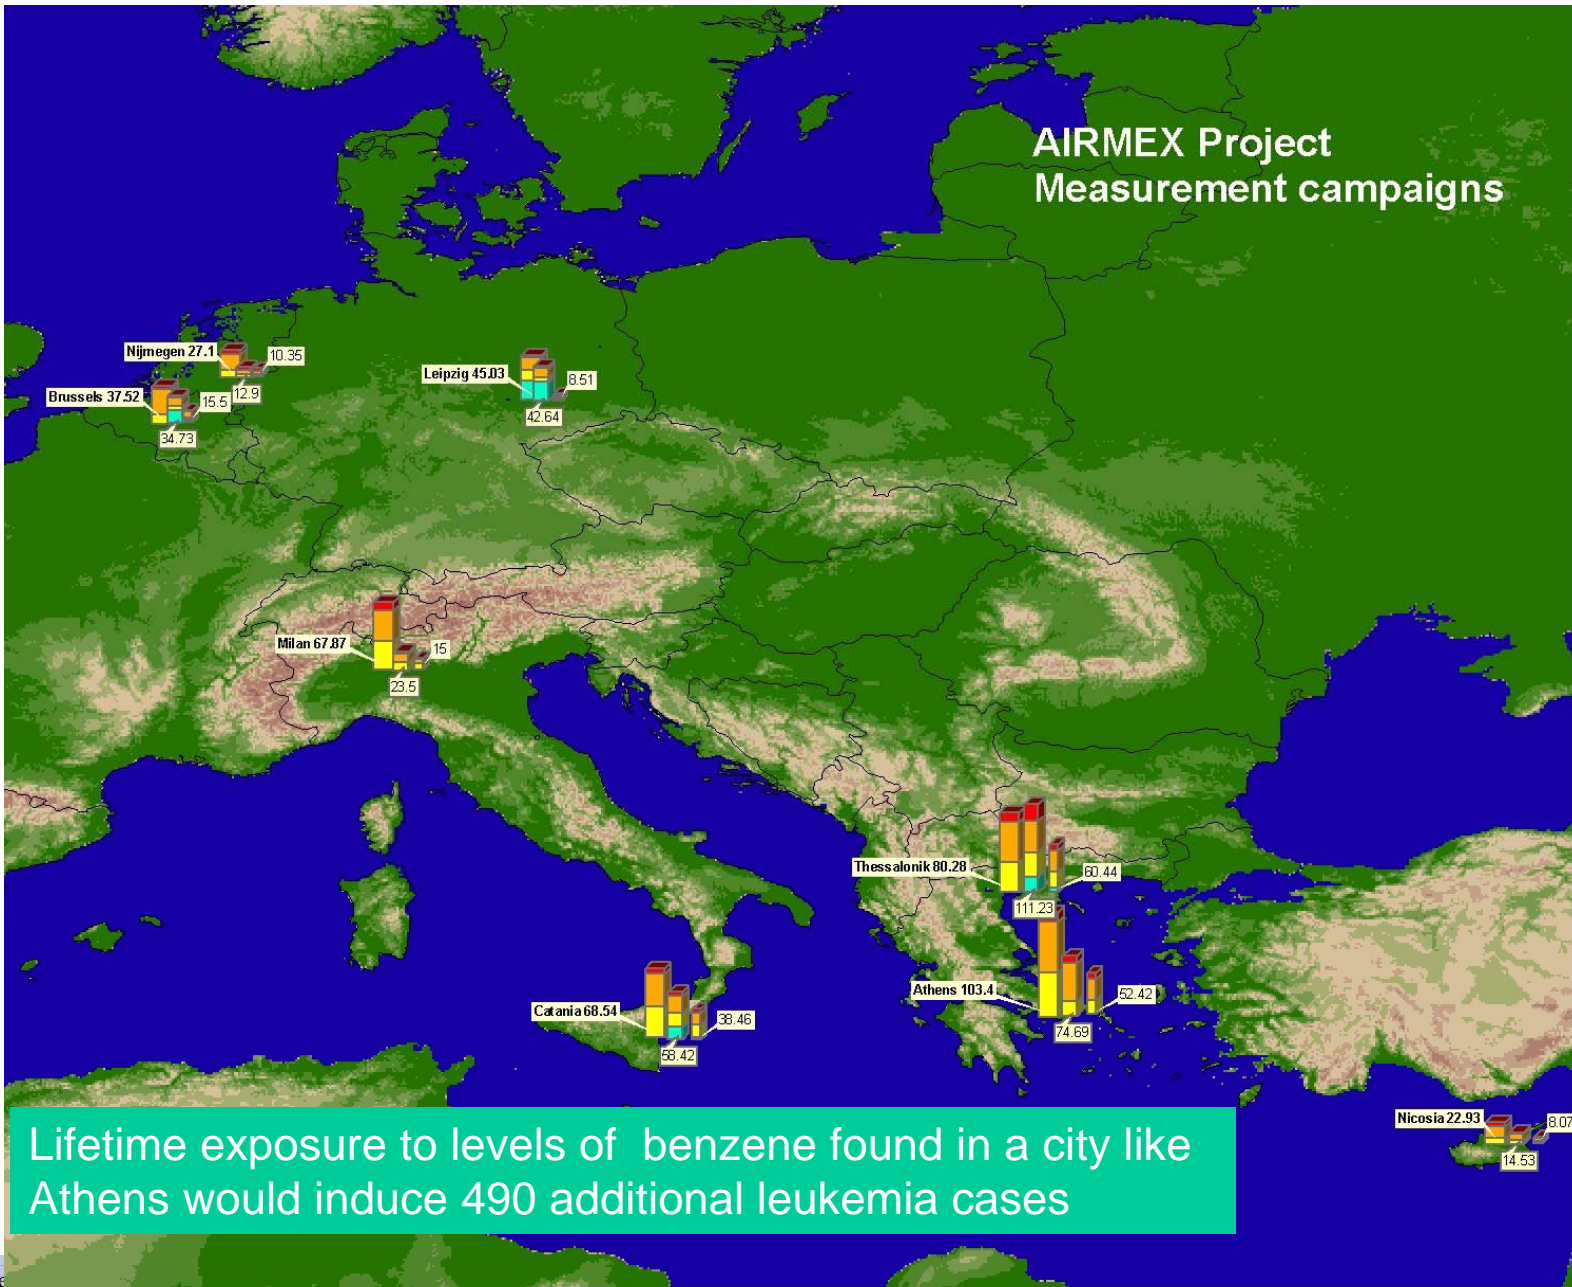 AIRMEX Project
Measurement campaigns
Nijmegen 27.1
10.35
12.9
Brussels 37.52
15.5
34.73
Leipzig 45.03
8.51
42.64
Milan 67.87
15
23.5
Thessalonik 80.28
60.44
111.23
Athens 103.4
52.42
74.69
Catania 68.54
38.46
58.42
Nicosia 22.93
8.07
14.53
Lifetime exposure to levels of benzene found in a city like
Athens would induce 490 additional leukemia cases